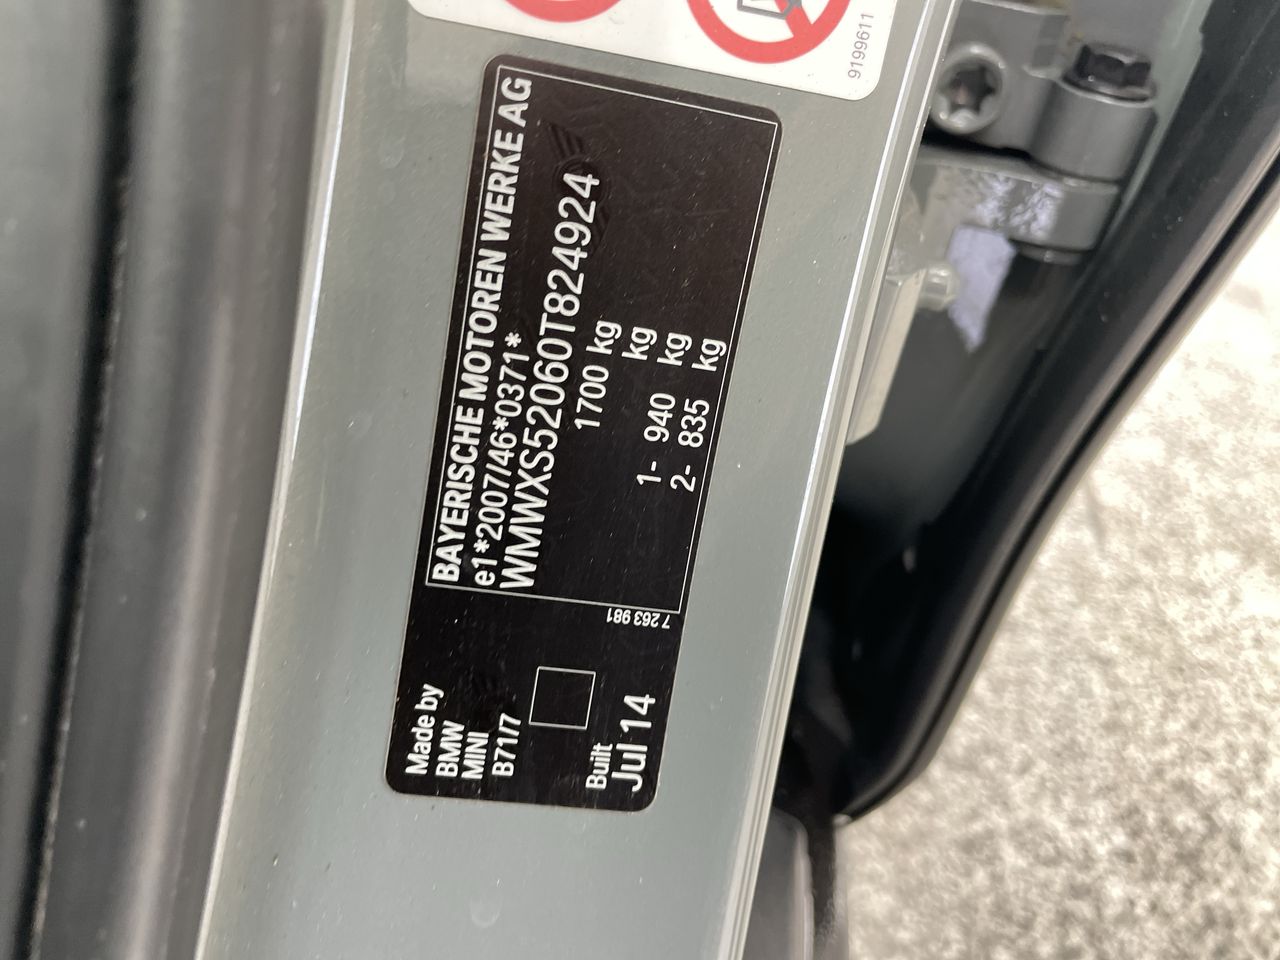 9199611
BAYERISCHE MOTOREN WERKE AG
e1*2007/46*0371*
WMWXS52060T824924
1700 kg
kg
1- 940 kg
2- 835 kg
7 263 981
Made by
BMW
MINI
B71/7
Built
Jul 14